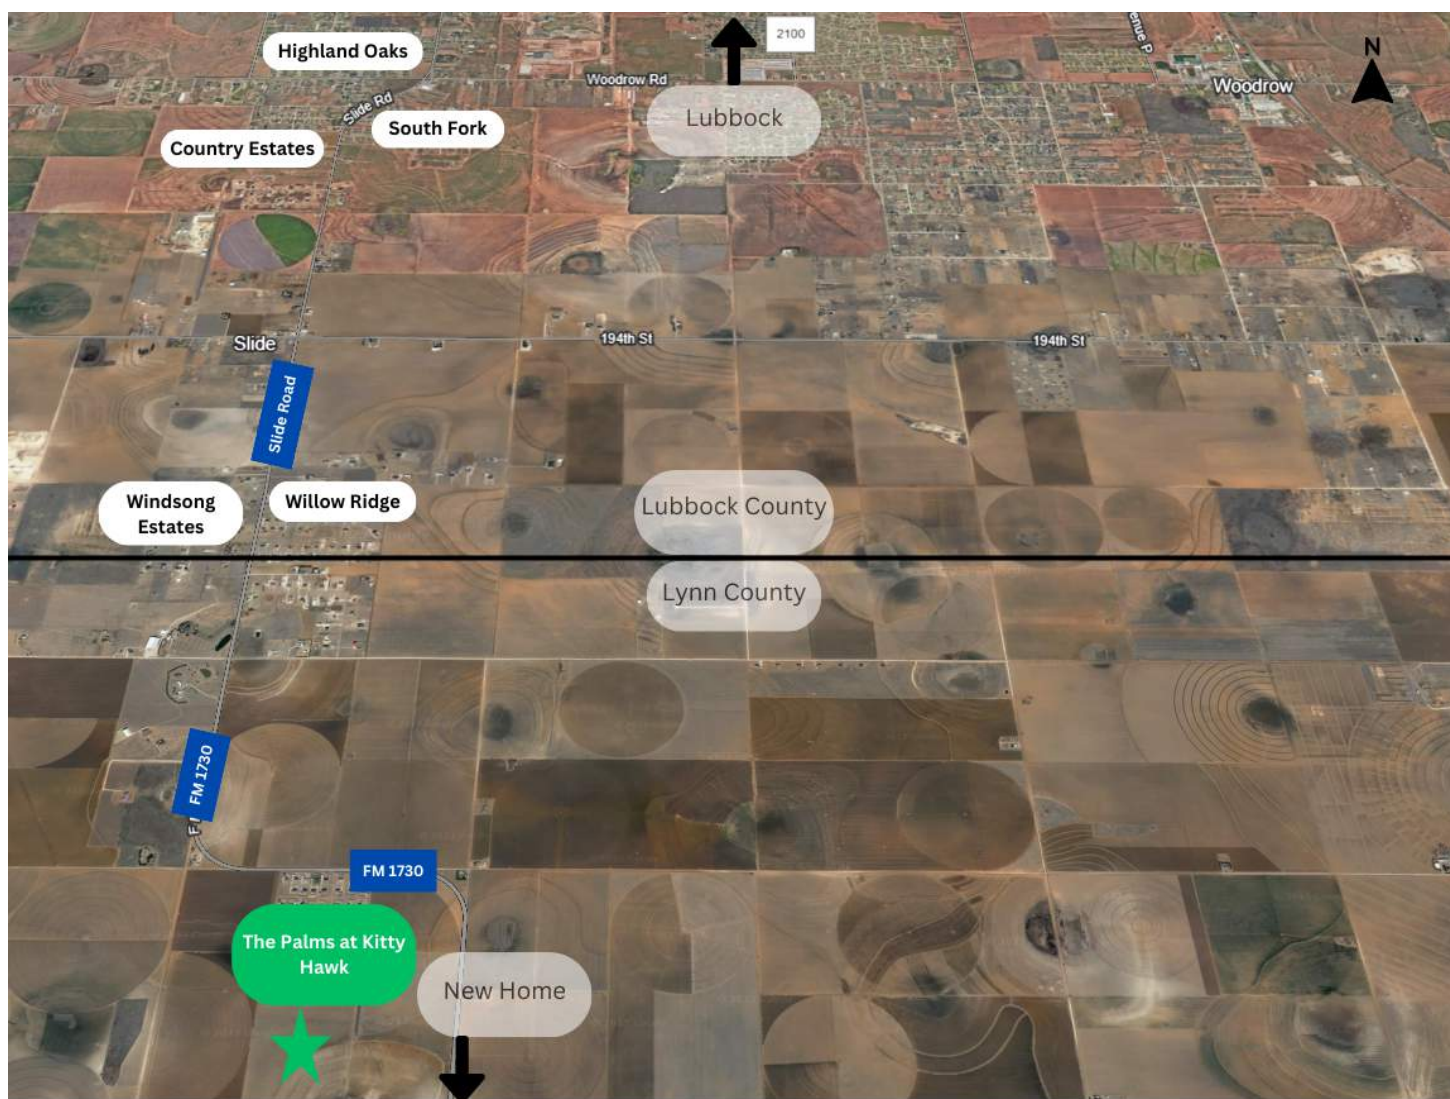 2100
enue P
N
Highland Oaks
Woodrow Rd
Woodrow
Slide Rd
Lubbock
South Fork
Country Estates
194th St
194th St
Slide
Slide Road
Windsong
Estates
Willow Ridge
Lubbock County
Lynn County
FM 1730
F
FM 1730
The Palms at Kitty
Hawk
New Home